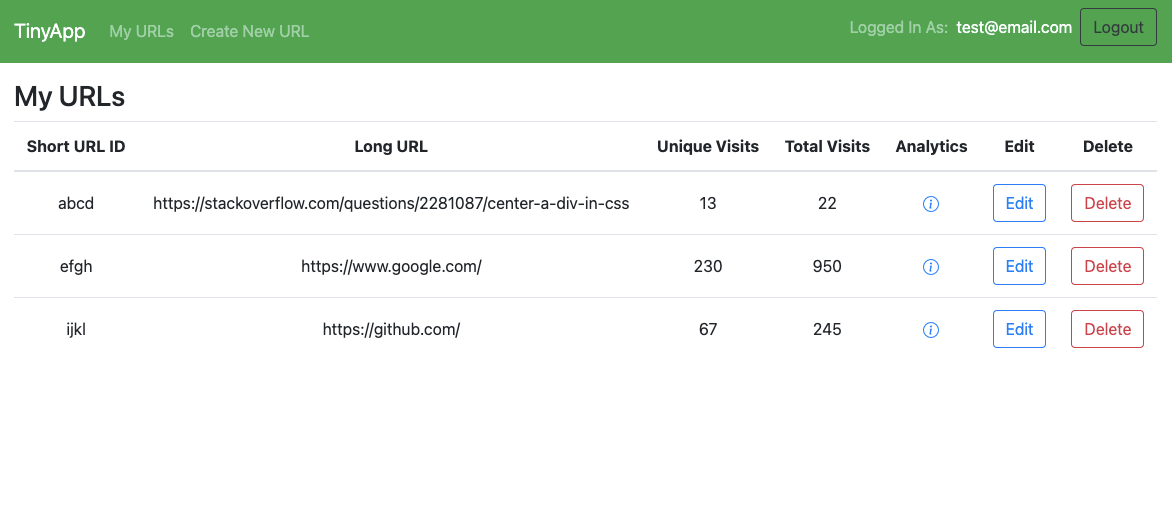 TinyApp My URLs Create New URL Logged In As: test@email.com Logout
My URLs
Short URL ID Long URL Unique Visits Total Visits Analytics Edit Delete
abcd https://stackoverflow.com/questions/2281087/center-a-div-in-css 13 22 Edit Delete
efgh https://www.google.com/ 230 950 Edit Delete
ijkl https://github.com/ 67 245 Edit Delete